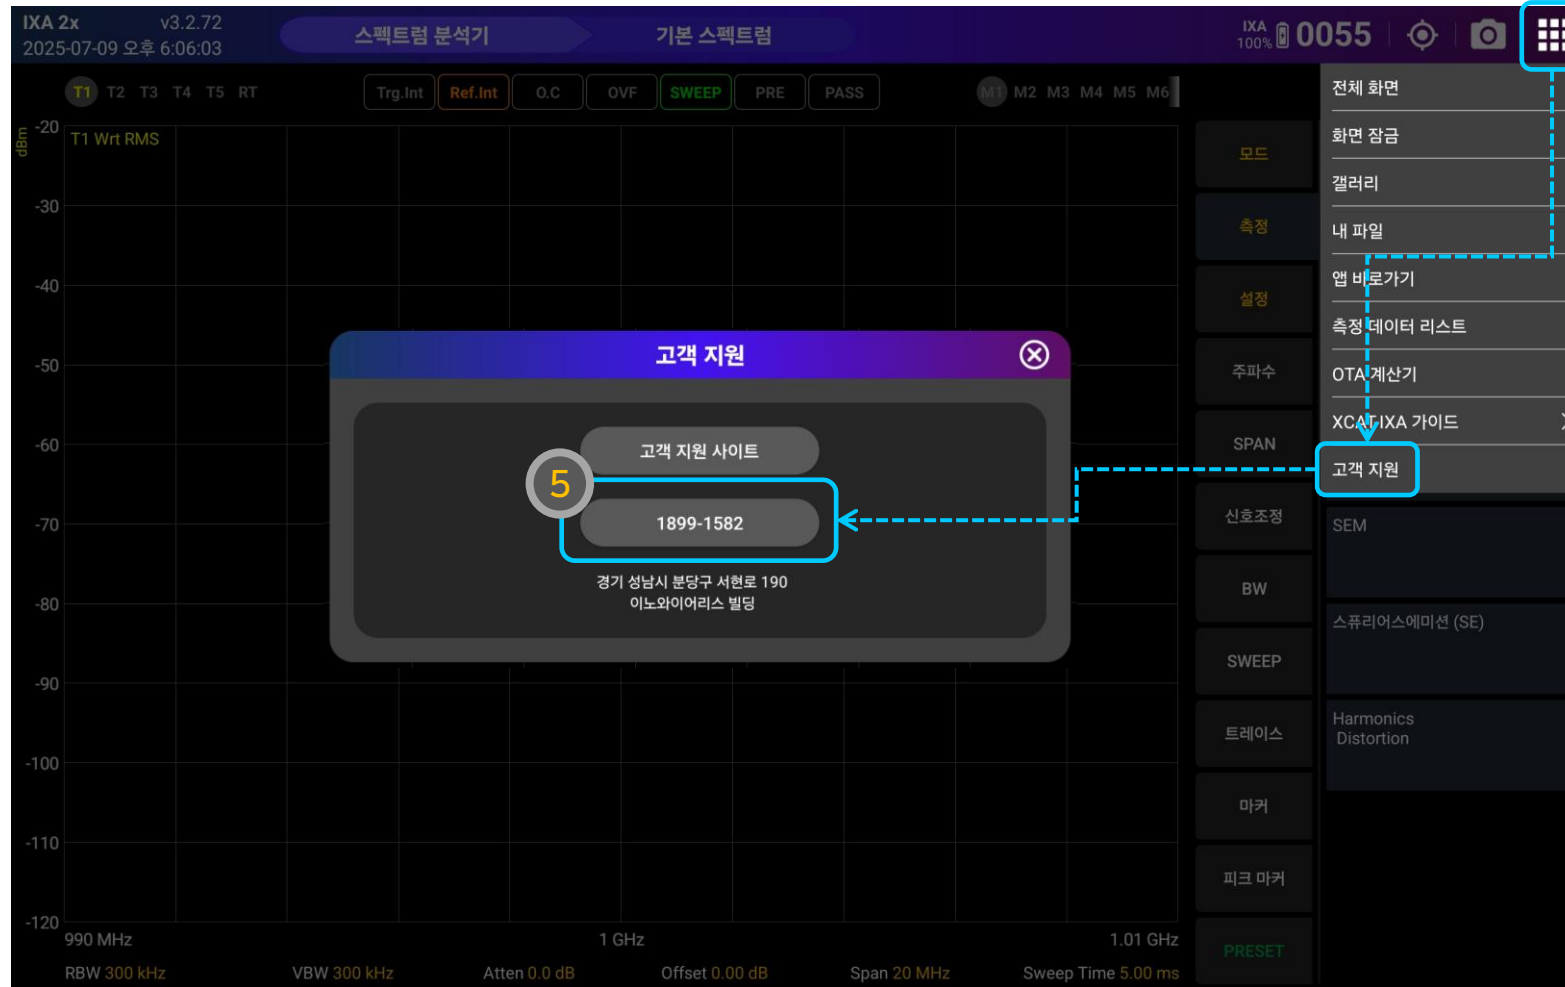 IXA 2x v3.2.72
2025-07-09 오후 6:06:03
스펙트럼 분석기
기본 스펙트럼
IXA
100%
0055
T1 T2 T3 T4 T5 RT
Trg.Int Ref.Int O.C OVF SWEEP PRE PASS
M1 M2 M3 M4 M5 M6
dBm
T1 Wrt RMS
-20
-30
-40
-50
-60
-70
-80
-90
-100
-110
-120
990 MHz 1 GHz 1.01 GHz
RBW 300 kHz VBW 300 kHz Atten 0.0 dB Offset 0.00 dB Span 20 MHz Sweep Time 5.00 ms
고객 지원
고객 지원 사이트
5
1899-1582
경기 성남시 분당구 서현로 190
이노와이어리스 빌딩
모드
측정
설정
주파수
SPAN
신호조정
BW
SWEEP
트레이스
마커
피크 마커
PRESET
전체 화면
화면 잠금
갤러리
내 파일
앱 바로가기
측정 데이터 리스트
OTA 계산기
XCAT-IXA 가이드
고객 지원
SEM
스퓨리어스에미션 (SE)
Harmonics
Distortion